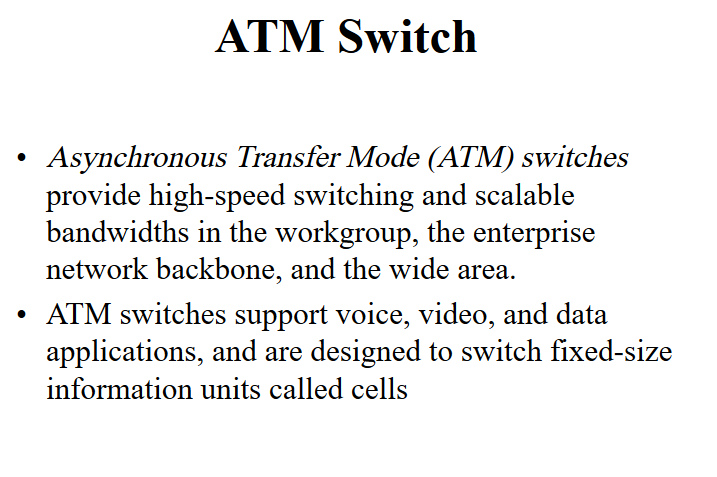 ATM Switch
• Asynchronous Transfer Mode (ATM) switches
provide high-speed switching and scalable
bandwidths in the workgroup, the enterprise
network backbone, and the wide area.
• ATM switches support voice, video, and data
applications, and are designed to switch fixed-size
information units called cells